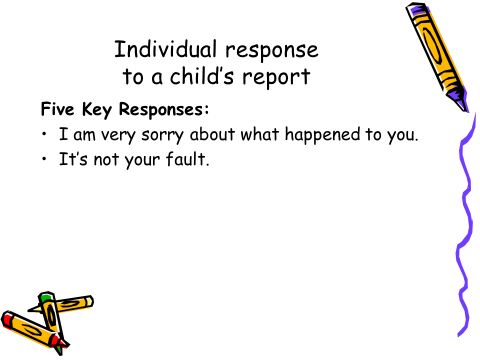 Individual response
to a child's report
Five Key Responses:
• I am very sorry about what happened to you.
• It's not your fault.